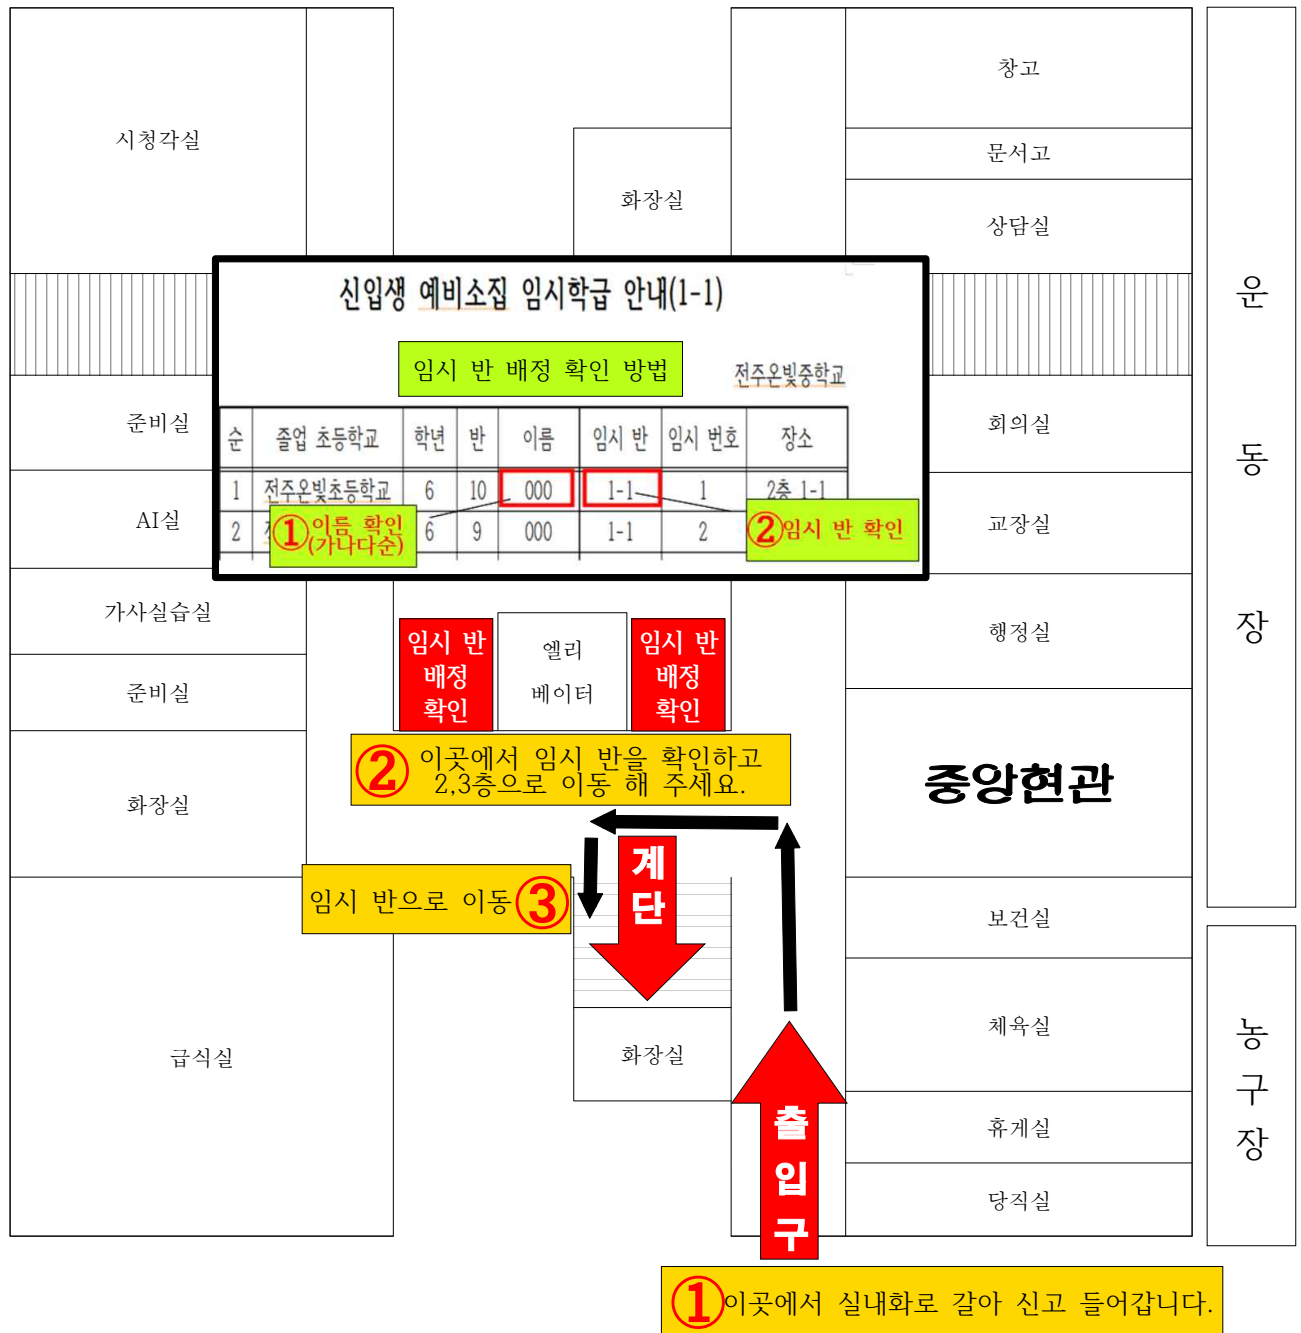 시청각실
화장실
창고
문서고
상담실
운동장
신입생 예비소집 임시학급 안내(1-1)
임시 반 배정 확인 방법
전주온빛중학교
순 졸업 초등학교 학년 반 이름 임시 반 임시 번호 장소
1 전주온빛초등학교 6 10 000 1-1 1 2층 1-1
2 6 9 000 1-1 2
① 이름 확인
(가나다순)
② 임시 반 확인
준비실
AI실
가사실습실
준비실
화장실
급식실
회의실
교장실
행정실
중앙현관
보건실
체육실
휴게실
당직실
농구장
임시 반
배정
확인
엘리
베이터
임시 반
배정
확인
② 이곳에서 임시 반을 확인하고
2,3층으로 이동 해 주세요.
임시 반으로 이동 ③
계단
화장실
출입구
① 이곳에서 실내화로 갈아 신고 들어갑니다.